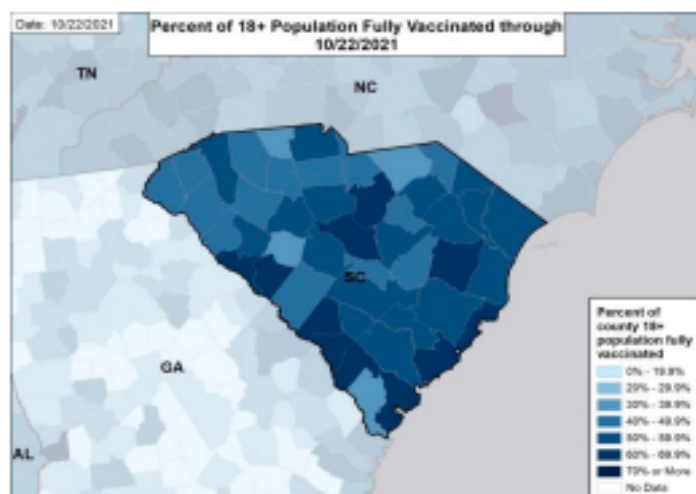 Date: 10/22/2021
Percent of 18+ Population Fully Vaccinated through
10/22/2021
TN
NC
SC
GA
AL
Percent of
county 18+
population fully
vaccinated
0% - 19.9%
20% - 29.9%
30% - 39.9%
40% - 49.9%
50% - 59.9%
60% - 69.9%
70% or More
No Data